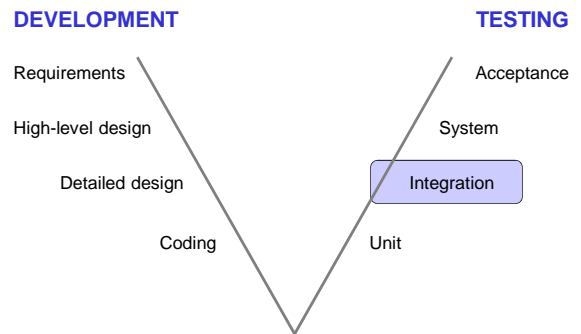 DEVELOPMENT TESTING
Requirements Acceptance
High-level design System
Detailed design Integration
Coding Unit